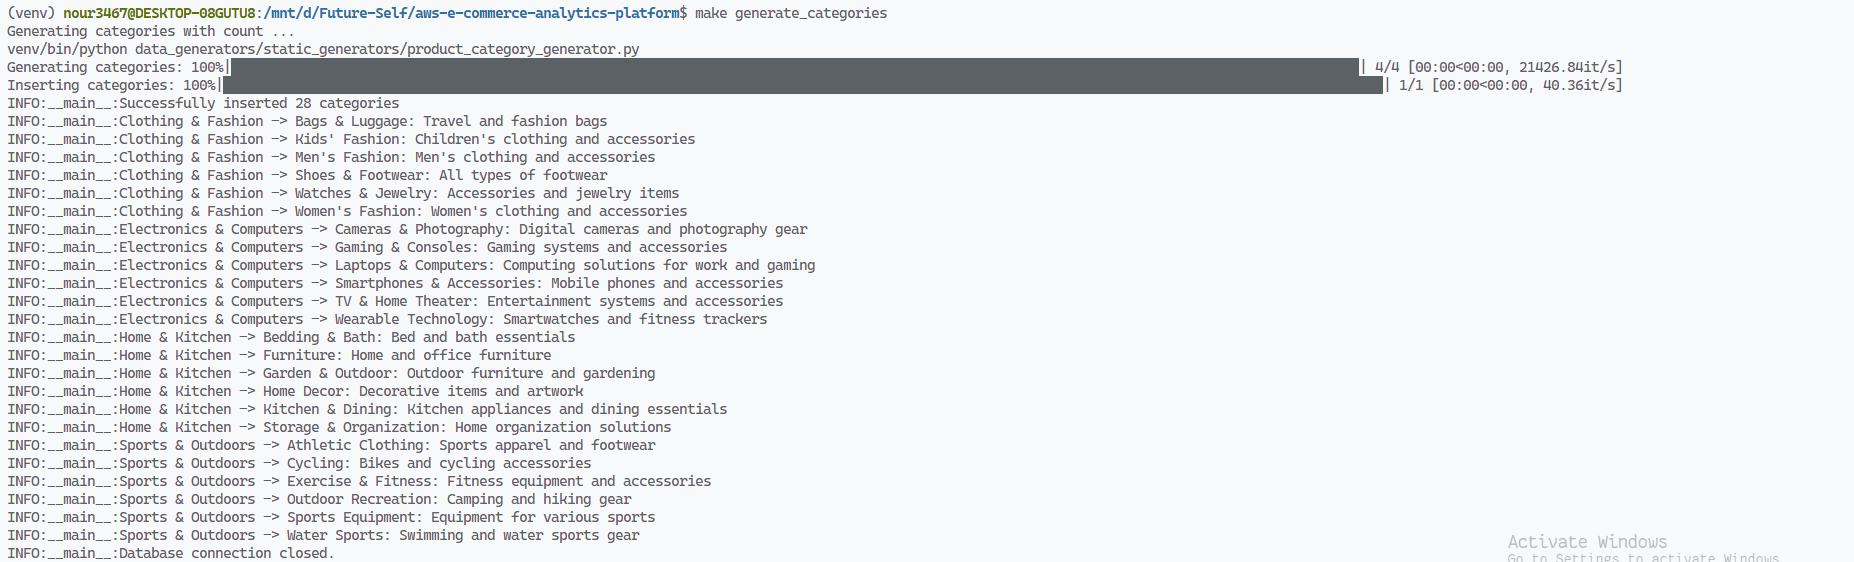 (venv) nour3467@DESKTOP-08GUTU8:/mnt/d/Future-Self/aws-e-commerce-analytics-platform$ make generate_categories
Generating categories with count ...
venv/bin/python data_generators/static_generators/product_category_generator.py
Generating categories: 100%|| 4/4 [00:00<00:00, 21426.84it/s]
Inserting categories: 100%|| 1/1 [00:00<00:00, 40.36it/s]
INFO:__main__:Successfully inserted 28 categories
INFO:__main__:Clothing & Fashion -> Bags & Luggage: Travel and fashion bags
INFO:__main__:Clothing & Fashion -> Kids' Fashion: Children's clothing and accessories
INFO:__main__:Clothing & Fashion -> Men's Fashion: Men's clothing and accessories
INFO:__main__:Clothing & Fashion -> Shoes & Footwear: All types of footwear
INFO:__main__:Clothing & Fashion -> Watches & Jewelry: Accessories and jewelry items
INFO:__main__:Clothing & Fashion -> Women's Fashion: Women's clothing and accessories
INFO:__main__:Electronics & Computers -> Cameras & Photography: Digital cameras and photography gear
INFO:__main__:Electronics & Computers -> Gaming & Consoles: Gaming systems and accessories
INFO:__main__:Electronics & Computers -> Laptops & Computers: Computing solutions for work and gaming
INFO:__main__:Electronics & Computers -> Smartphones & Accessories: Mobile phones and accessories
INFO:__main__:Electronics & Computers -> TV & Home Theater: Entertainment systems and accessories
INFO:__main__:Electronics & Computers -> Wearable Technology: Smartwatches and fitness trackers
INFO:__main__:Home & Kitchen -> Bedding & Bath: Bed and bath essentials
INFO:__main__:Home & Kitchen -> Furniture: Home and office furniture
INFO:__main__:Home & Kitchen -> Garden & Outdoor: Outdoor furniture and gardening
INFO:__main__:Home & Kitchen -> Home Decor: Decorative items and artwork
INFO:__main__:Home & Kitchen -> Kitchen & Dining: Kitchen appliances and dining essentials
INFO:__main__:Home & Kitchen -> Storage & Organization: Home organization solutions
INFO:__main__:Sports & Outdoors -> Athletic Clothing: Sports apparel and footwear
INFO:__main__:Sports & Outdoors -> Cycling: Bikes and cycling accessories
INFO:__main__:Sports & Outdoors -> Exercise & Fitness: Fitness equipment and accessories
INFO:__main__:Sports & Outdoors -> Outdoor Recreation: Camping and hiking gear
INFO:__main__:Sports & Outdoors -> Sports Equipment: Equipment for various sports
INFO:__main__:Sports & Outdoors -> Water Sports: Swimming and water sports gear
INFO:__main__:Database connection closed.
Activate Windows
Go to Settings to activate Windows